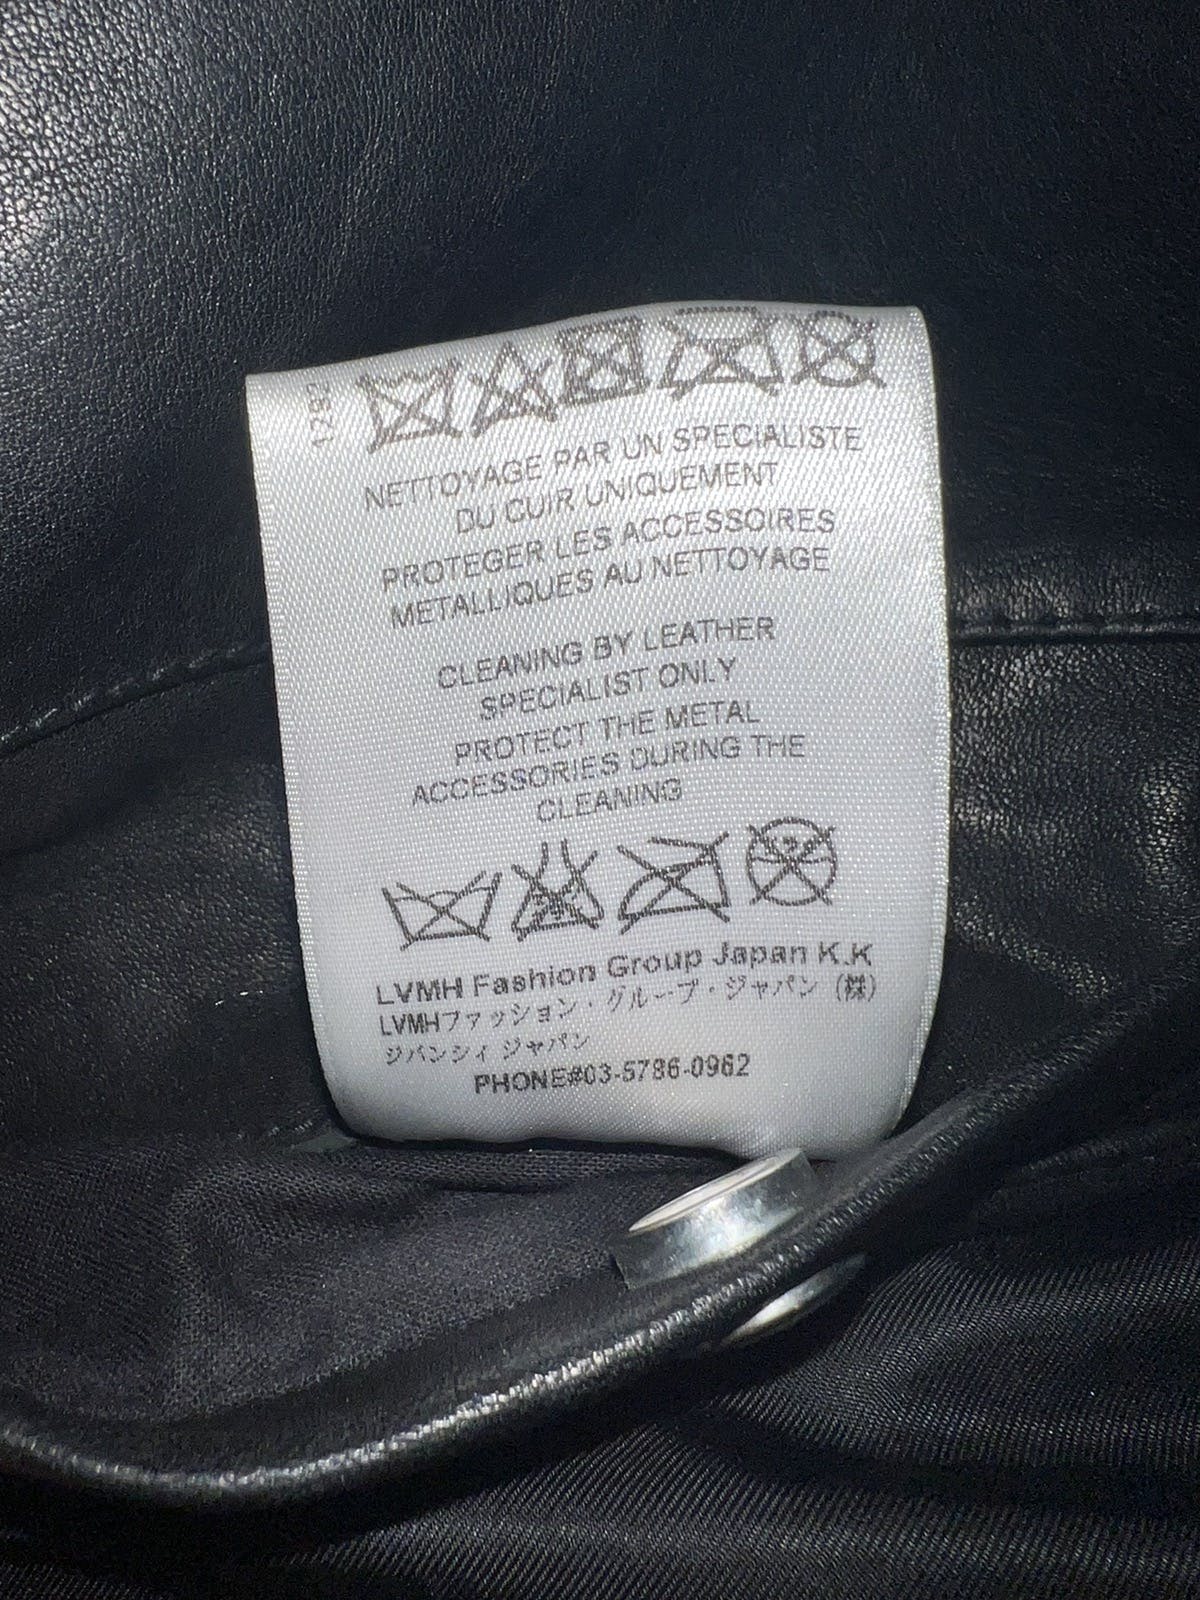 NETTOYAGE PAR UN SPECIALISTE
DU CUIR UNIQUEMENT
PROTEGER LES ACCESSOIRES
METALLIQUES AU NETTOYAGE
CLEANING BY LEATHER
SPECIALIST ONLY
PROTECT THE METAL
ACCESSORIES DURING THE
CLEANING
LVMH Fashion Group Japan K.K
LVMHファッション・グループ・ジャパン (株)
ジバンシィ ジャパン
PHONE#03-5786-0962